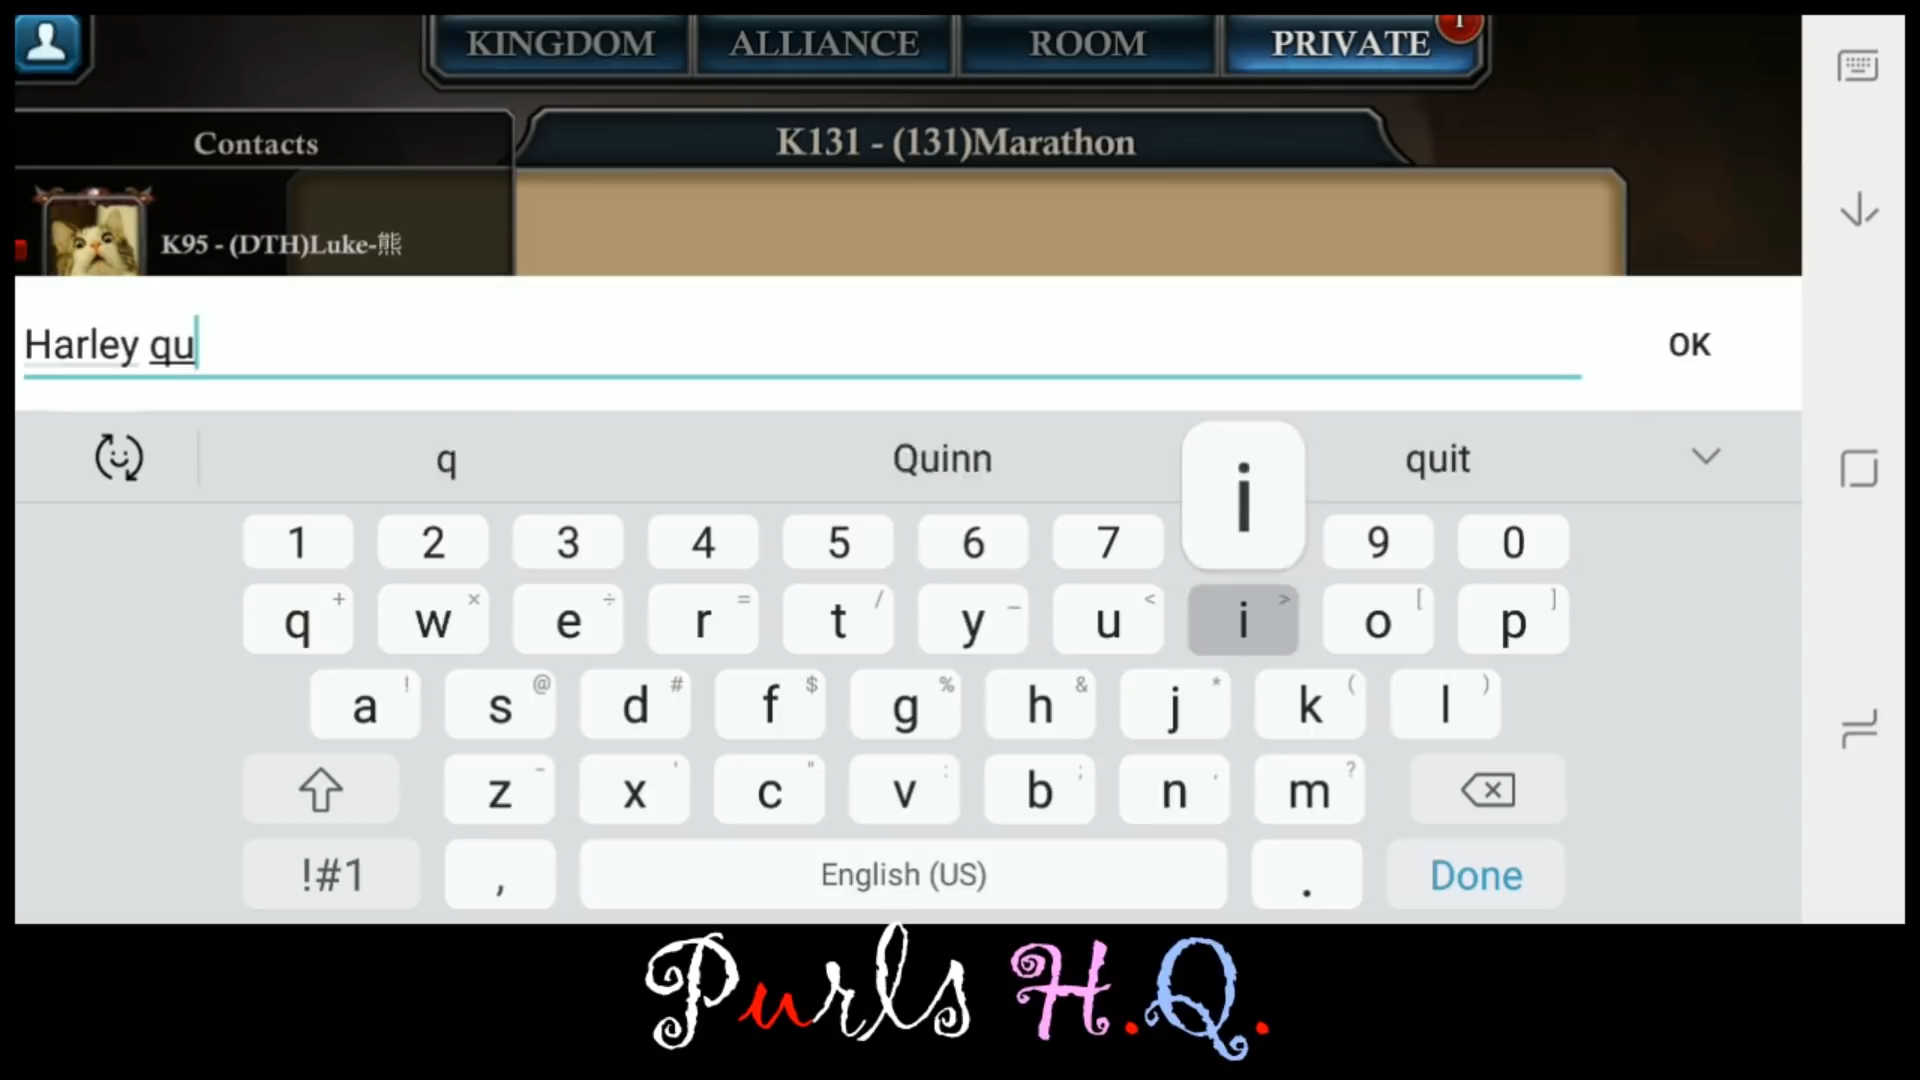 KINGDOM ALLIANCE ROOM PRIVATE 1
Contacts
K131 - (131)Marathon
K95 - (DTH)Luke-熊
Harley qu
OK
q Quinn quit
i
1 2 3 4 5 6 7 9 0
q + w × e ÷ r = t / y _ u < i > o [ p ]
a ! s @ d # f $ g % h & j * k ( l )
z - x ' c " v : b ; n , m ?
!#1 , English (US) . Done
Purls H.Q.